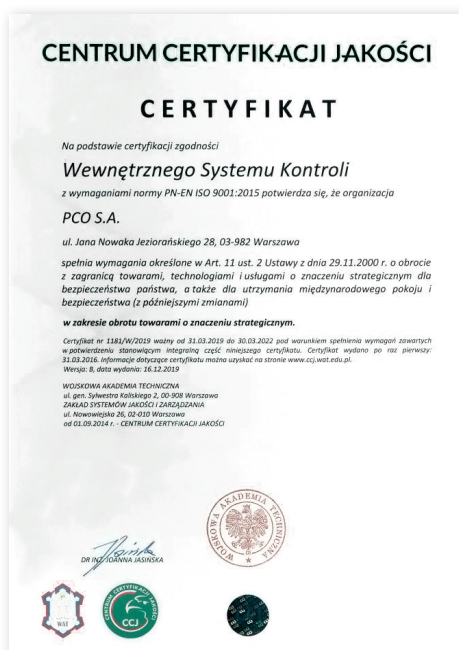 CENTRUM CERTYFIKACJI JAKOŚCI
CERTYFIKAT
Na podstawie certyfikacji zgodności
Wewnętrznego Systemu Kontroli
z wymaganiami normy PN-EN ISO 9001:2015 potwierdza się, że organizacja
PCO S.A.
ul. Jana Nowaka Jeziorańskiego 28, 03-982 Warszawa
spełnia wymagania określone w Art. 11 ust. 2 Ustawy z dnia 29.11.2000 r. o obrocie
z zagranicą towarami, technologiami i usługami o znaczeniu strategicznym dla
bezpieczeństwa państwa, a także dla utrzymania międzynarodowego pokoju i
bezpieczeństwa (z późniejszymi zmianami)
w zakresie obrotu towarami o znaczeniu strategicznym.
Certyfikat nr 1181/W/2019 ważny od 31.03.2019 do 30.03.2022 pod warunkiem spełnienia wymagań zawartych
w potwierdzeniu stanowiącym integralną część niniejszego certyfikatu. Certyfikat wydano po raz pierwszy:
31.03.2016. Informacje dotyczące certyfikatu można uzyskać na stronie www.ccj.wat.edu.pl.
Wersja: B, data wydania: 16.12.2019
WOJSKOWA AKADEMIA TECHNICZNA
ul. gen. Sylwestra Kaliskiego 2, 00-908 Warszawa
ZAKŁAD SYSTEMÓW JAKOŚCI I ZARZĄDZANIA
ul. Nowowiejska 26, 02-010 Warszawa
od 01.09.2014 r. - CENTRUM CERTYFIKACJI JAKOŚCI
WOJSKOWA AKADEMIA TECHNICZNA
DR INŻ. JOANNA JASIŃSKA
WAT
CENTRUM CERTYFIKACJI JAKOŚCI
CCJ